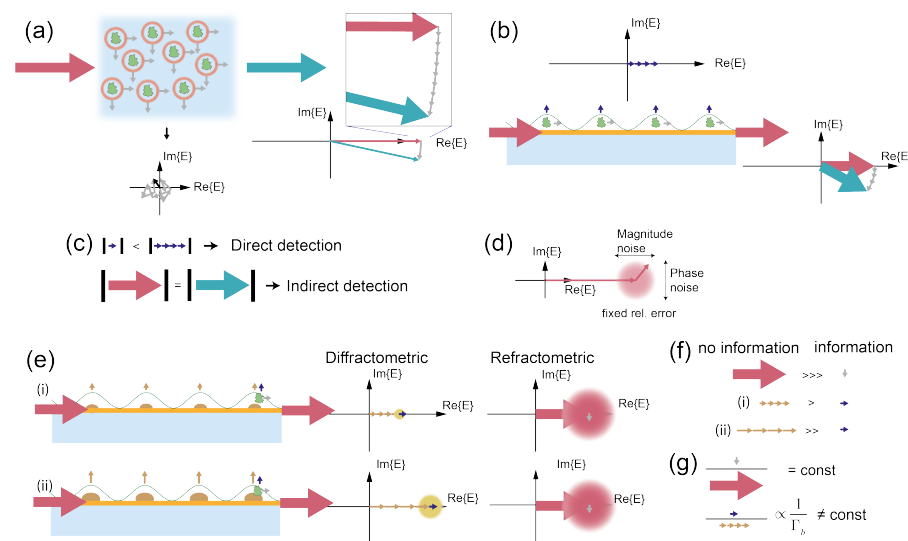 (a)
Im{E}
Re{E}
Im{E}
Re{E}
(b)
Im{E}
Re{E}
Im{E}
Re{E}
(c)
< → Direct detection
= → Indirect detection
(d)
Im{E}
Re{E}
Magnitude
noise
Phase
noise
fixed rel. error
(e)
Diffractometric
Refractometric
(i)
Im{E}
Re{E}
Im{E}
Re{E}
(ii)
Im{E}
Re{E}
Im{E}
Re{E}
(f)
no information
information
>>>
(i) >
(ii) >>
(g)
= const
∝ 1/Γ_b ≠ const